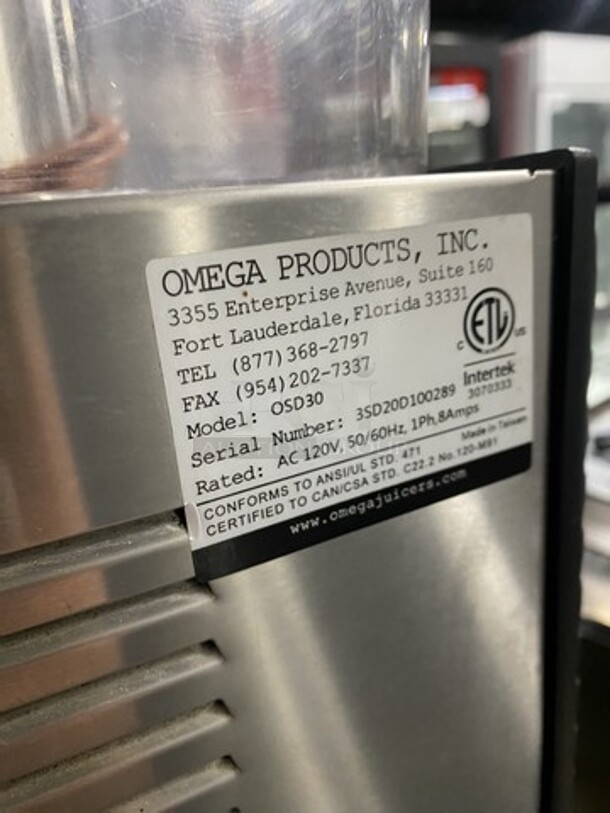 OMEGA PRODUCTS, INC.
3355 Enterprise Avenue, Suite 160
Fort Lauderdale, Florida 33331
TEL (877)368-2797
FAX (954)202-7337
Model: OSD30
Serial Number: 3SD20D100289
Rated: AC 120V, 50/60Hz, 1Ph,8Amps
C ETL US
Intertek
3070333
Made in Taiwan
CONFORMS TO ANSI/UL STD. 471
CERTIFIED TO CAN/CSA STD. C22.2 No.120-M91
www.omegajuicers.com